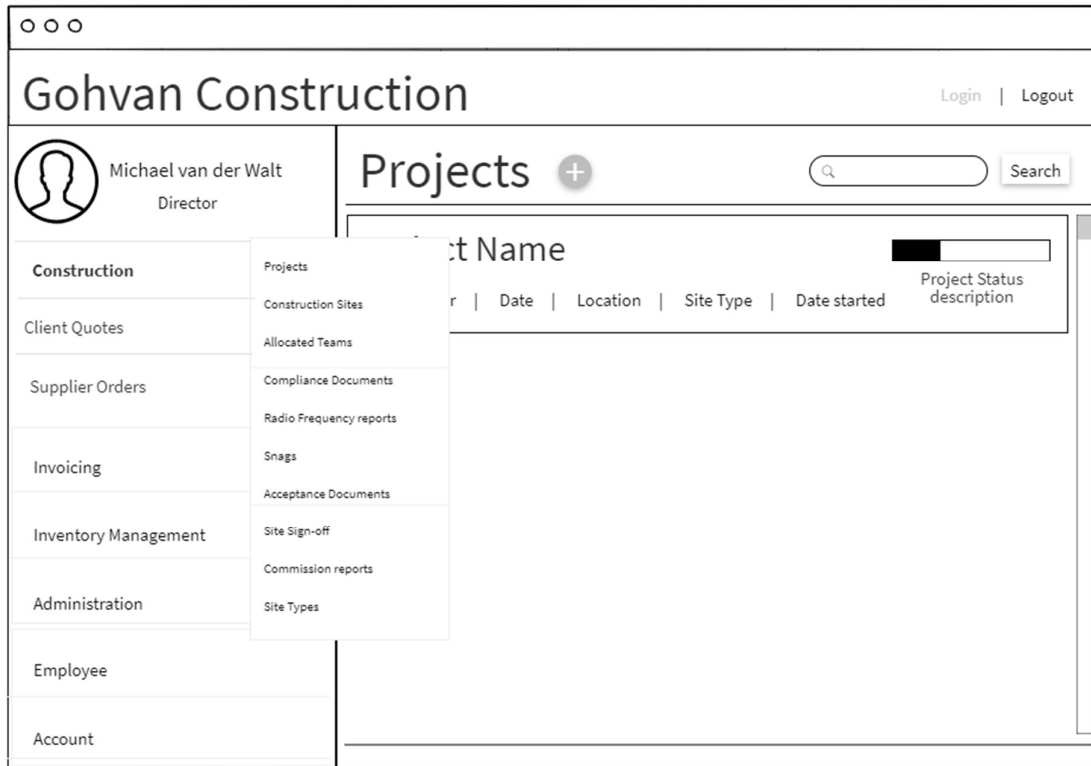 Gohvan Construction
Login | Logout
Michael van der Walt
Director
Construction
Client Quotes
Supplier Orders
Invoicing
Inventory Management
Administration
Employee
Account
Projects
Construction Sites
Allocated Teams
Compliance Documents
Radio Frequency reports
Snags
Acceptance Documents
Site Sign-off
Commission reports
Site Types
Projects +
Search
Name
| Date | Location | Site Type | Date started
Project Status
description